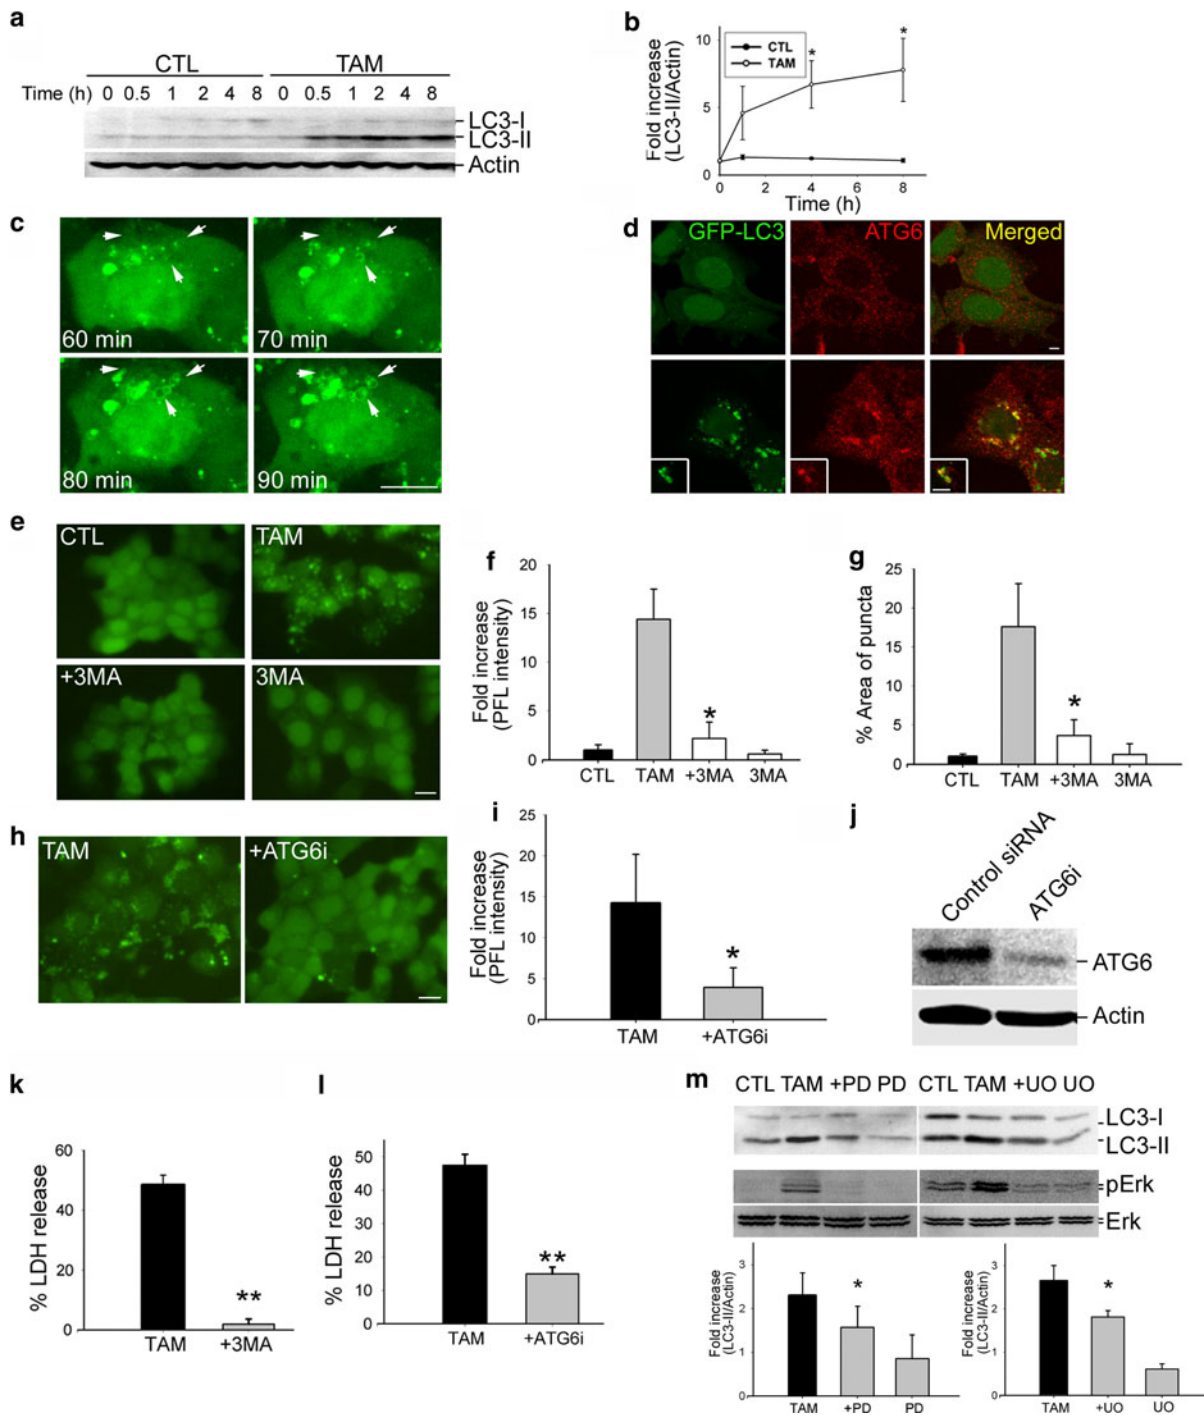 a
CTL TAM
Time (h) 0 0.5 1 2 4 8 0 0.5 1 2 4 8
LC3-I
LC3-II
Actin
b
Fold increase
(LC3-II/Actin)
10
5
0
CTL
TAM
*
*
0 2 4 6 8
Time (h)
c
60 min
70 min
80 min
90 min
d
GFP-LC3 ATG6 Merged
e
CTL
TAM
+3MA
3MA
f
Fold increase
(PFL intensity)
20
15
10
5
0
*
CTL TAM +3MA 3MA
g
% Area of puncta
25
20
15
10
5
0
*
CTL TAM +3MA 3MA
h
TAM
+ATG6i
i
Fold increase
(PFL intensity)
25
20
15
10
5
0
*
TAM +ATG6i
j
Control siRNA
ATG6i
ATG6
Actin
k
% LDH release
60
40
20
0
**
TAM +3MA
l
% LDH release
50
40
30
20
10
0
**
TAM +ATG6i
m
CTL TAM +PD PD CTL TAM +UO UO
LC3-I
LC3-II
pErk
Erk
Fold increase
(LC3-II/Actin)
3
2
1
0
*
TAM +PD PD
Fold increase
(LC3-II/Actin)
3
2
1
0
*
TAM +UO UO